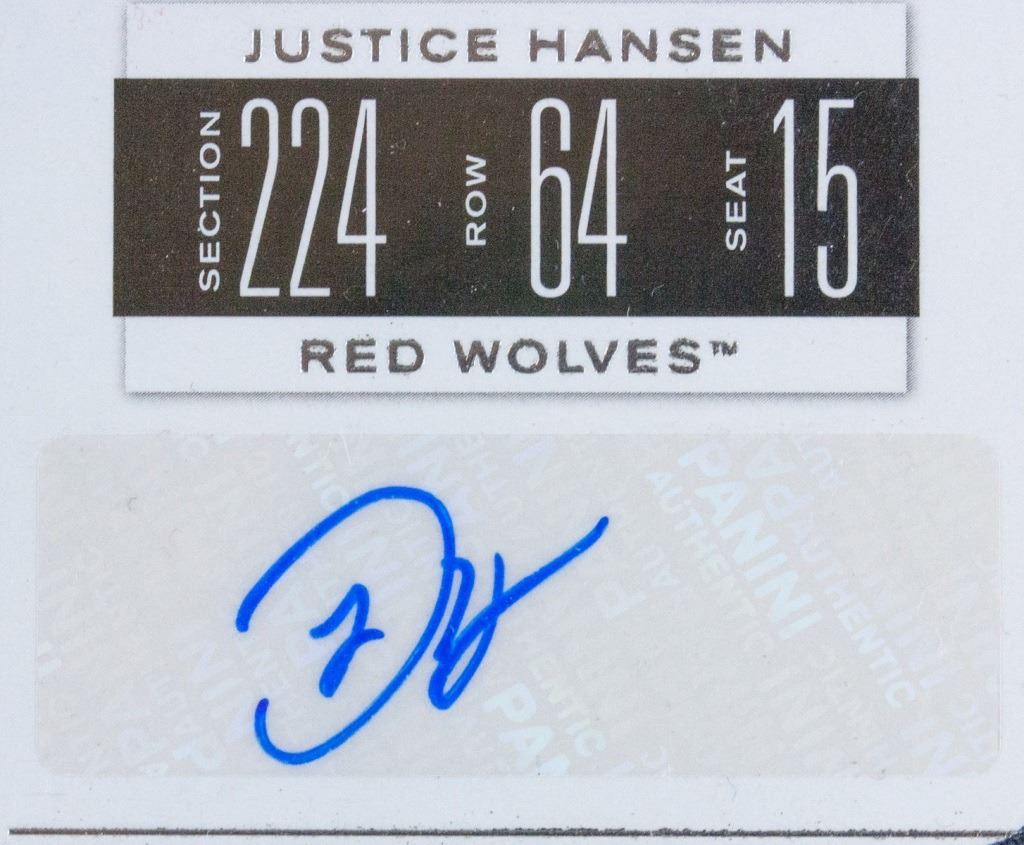 JUSTICE HANSEN
SECTION 224 ROW 64 SEAT 15
RED WOLVES™
PANINI
AUTHENTIC